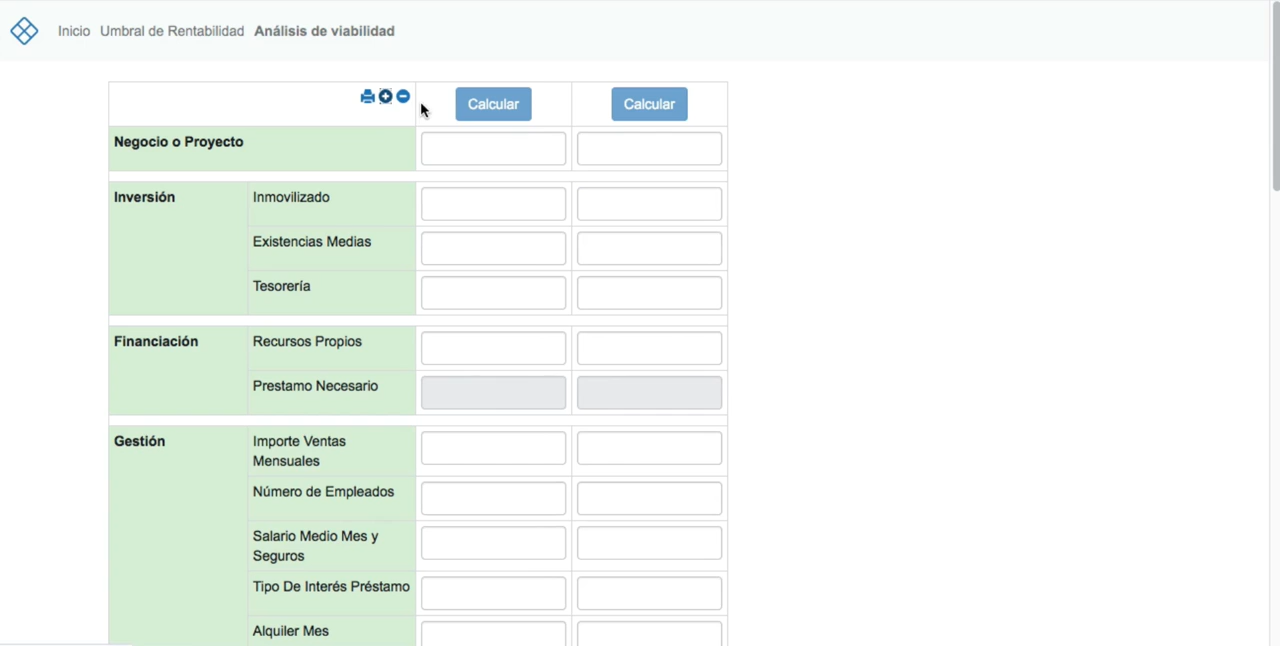 Inicio Umbral de Rentabilidad Análisis de viabilidad
Calcular Calcular
Negocio o Proyecto
Inversión Inmovilizado
Existencias Medias
Tesorería
Financiación Recursos Propios
Prestamo Necesario
Gestión Importe Ventas
Mensuales
Número de Empleados
Salario Medio Mes y
Seguros
Tipo De Interés Préstamo
Alquiler Mes